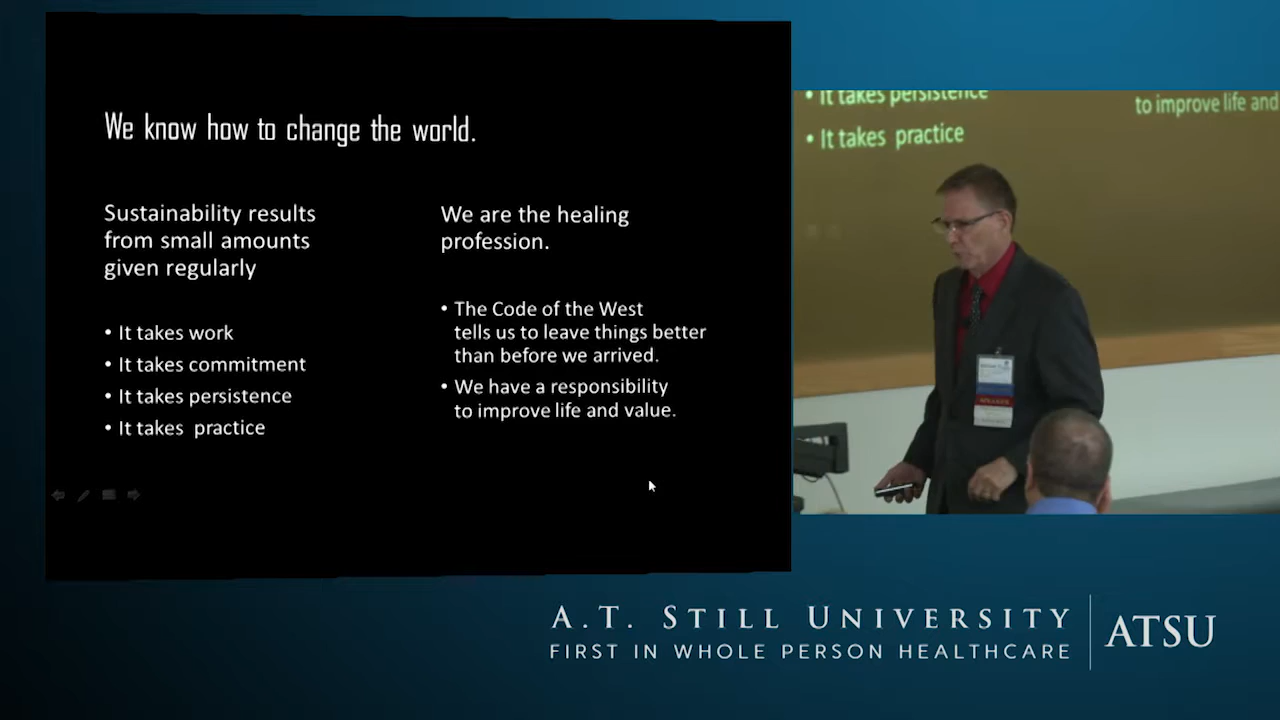 We know how to change the world.
Sustainability results
from small amounts
given regularly
• It takes work
• It takes commitment
• It takes persistence
• It takes  practice
We are the healing
profession.
• The Code of the West
tells us to leave things better
than before we arrived.
• We have a responsibility
to improve life and value.
• It takes persistence
• It takes  practice
to improve life and
A.T. STILL UNIVERSITY
FIRST IN WHOLE PERSON HEALTHCARE
ATSU